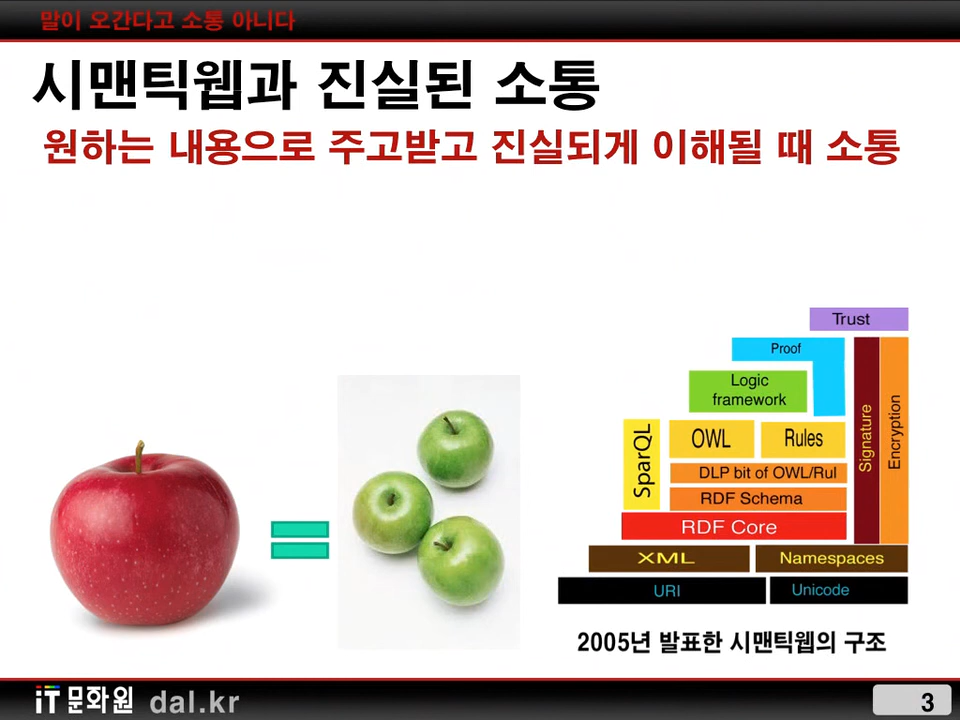 말이 오간다고 소통 아니다
시맨틱웹과 진실된 소통
원하는 내용으로 주고받고 진실되게 이해될 때 소통
Trust
Proof
Logic
framework
Signature
Encryption
SparQL
OWL
Rules
DLP bit of OWL/Rul
RDF Schema
RDF Core
XML
Namespaces
URI
Unicode
2005년 발표한 시맨틱웹의 구조
iT문화원 dal.kr
3